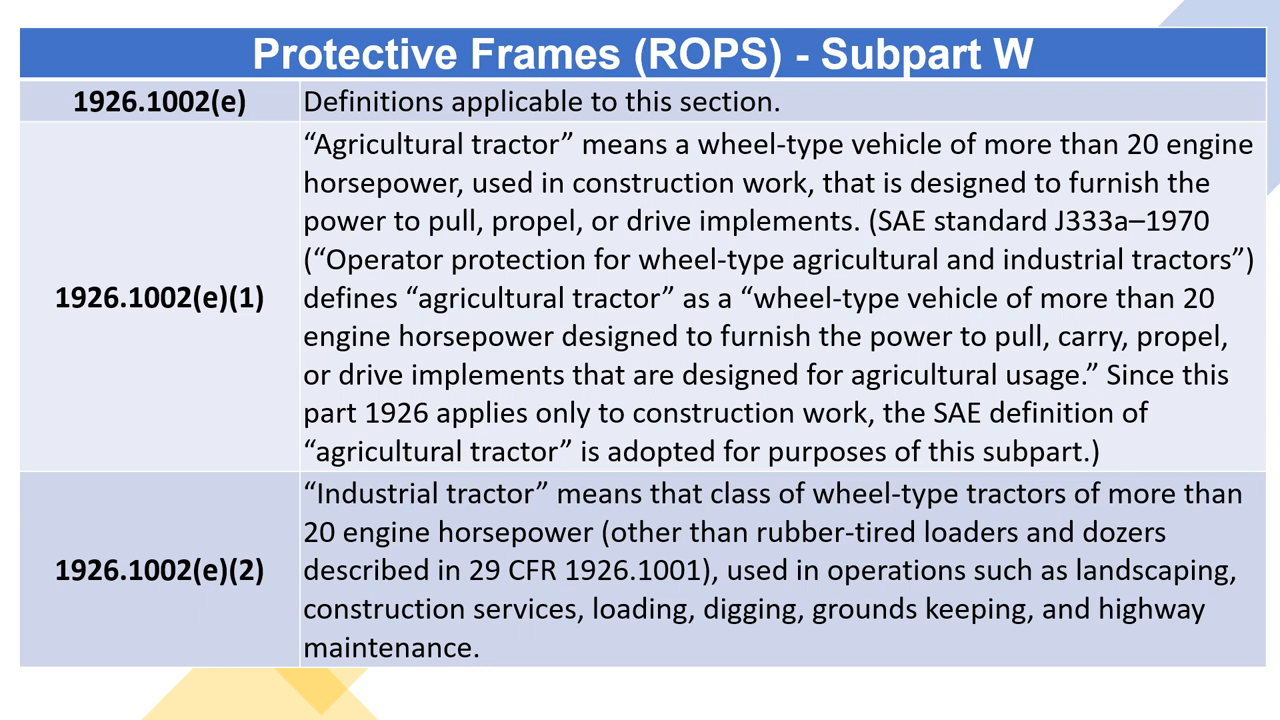 Protective Frames (ROPS) - Subpart W
1926.1002(e)
Definitions applicable to this section.
1926.1002(e)(1)
“Agricultural tractor” means a wheel-type vehicle of more than 20 engine
horsepower, used in construction work, that is designed to furnish the
power to pull, propel, or drive implements. (SAE standard J333a–1970
(“Operator protection for wheel-type agricultural and industrial tractors”)
defines “agricultural tractor” as a “wheel-type vehicle of more than 20
engine horsepower designed to furnish the power to pull, carry, propel,
or drive implements that are designed for agricultural usage.” Since this
part 1926 applies only to construction work, the SAE definition of
“agricultural tractor” is adopted for purposes of this subpart.)
1926.1002(e)(2)
“Industrial tractor” means that class of wheel-type tractors of more than
20 engine horsepower (other than rubber-tired loaders and dozers
described in 29 CFR 1926.1001), used in operations such as landscaping,
construction services, loading, digging, grounds keeping, and highway
maintenance.